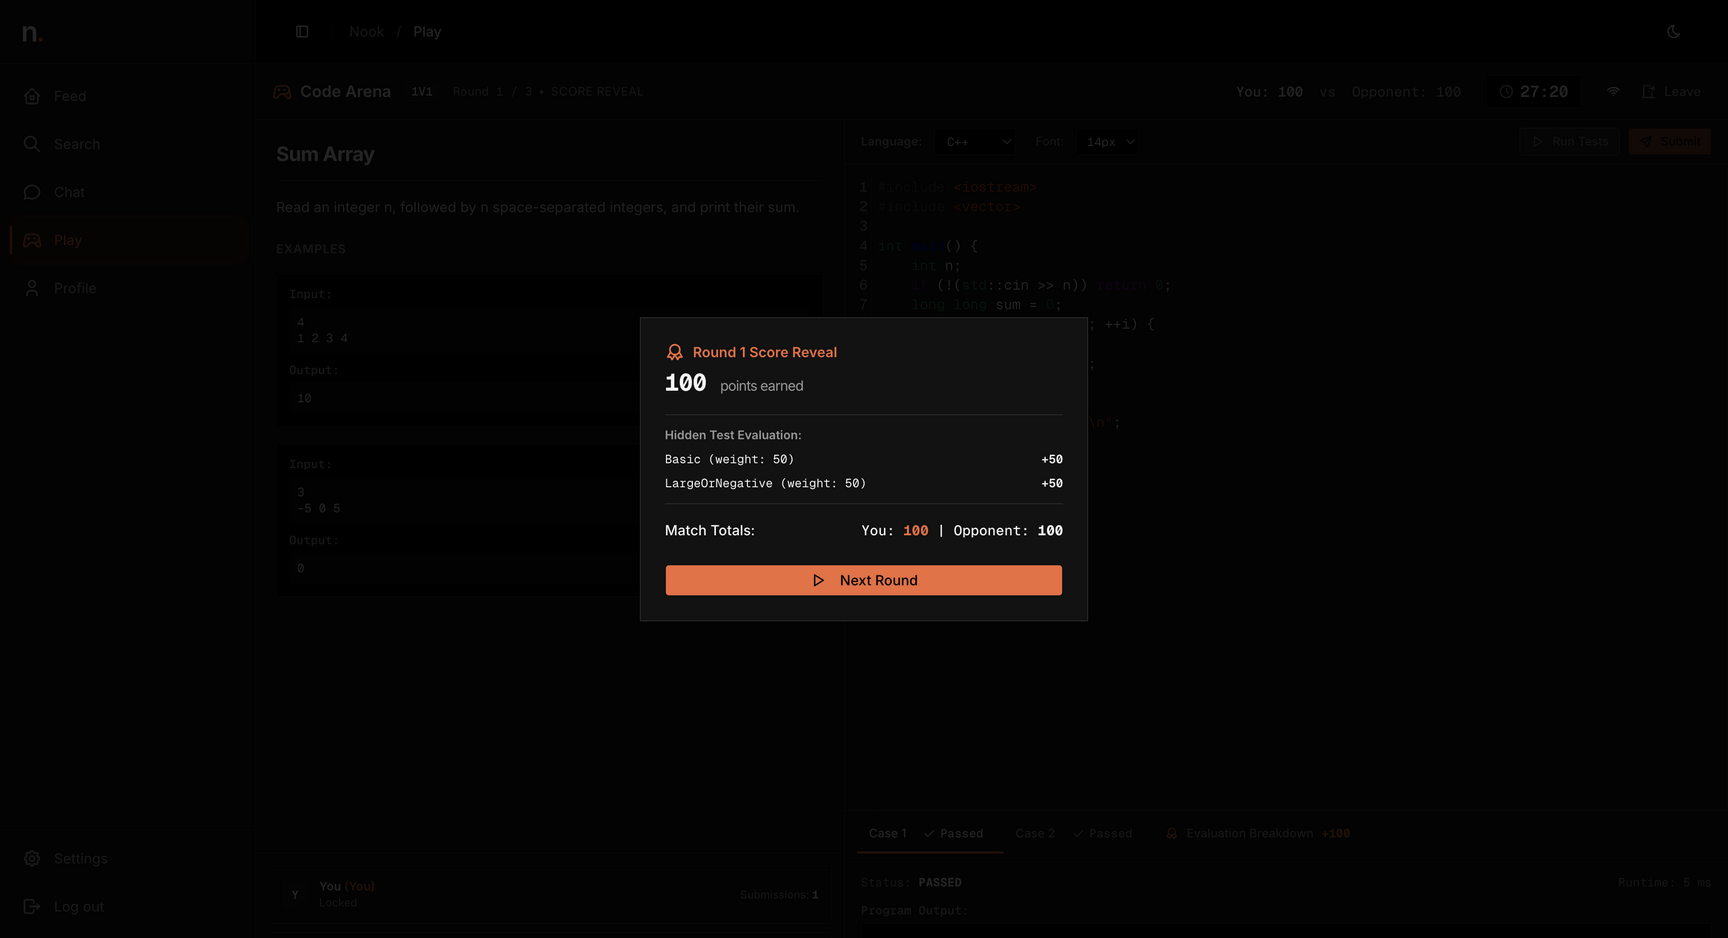 n.
Nook / Play
Feed
Search
Chat
Play
Profile
Settings
Log out
Code Arena 1V1 Round 1 / 3 • SCORE REVEAL
You: 100 vs Opponent: 100
27:20
Leave
Sum Array
Read an integer n, followed by n space-separated integers, and print their sum.
EXAMPLES
Input:
4
1 2 3 4
Output:
10
Input:
3
-5 0 5
Output:
0
Y
You (You)
Locked
Submissions: 1
Language: C++ Font: 14px
Run Tests
Submit
1 #include <iostream>
2 #include <vector>
3
4 int main() {
5 int n;
6 if (!(std::cin >> n)) return 0;
7 long long sum = 0;
; ++i) {
;
\n';
Round 1 Score Reveal
100 points earned
Hidden Test Evaluation:
Basic (weight: 50) +50
LargeOrNegative (weight: 50) +50
Match Totals: You: 100 | Opponent: 100
Next Round
Case 1 Passed Case 2 Passed Evaluation Breakdown +100
Status: PASSED Runtime: 5 ms
Program Output: